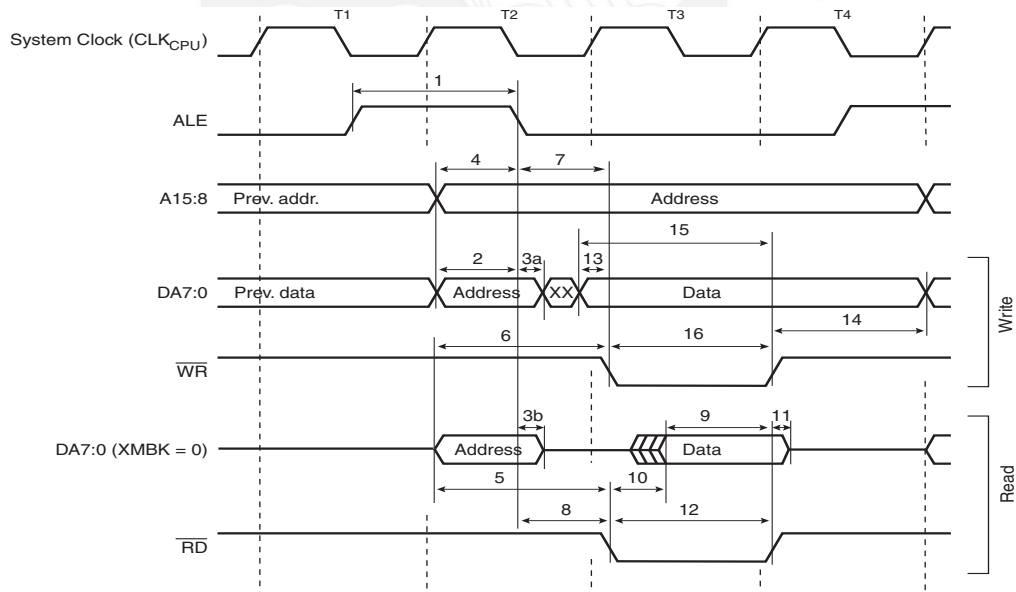 T1 T2 T3 T4
System Clock (CLKCPU)
1
ALE
4 7
A15:8 Prev. addr. Address
15
2 3a 13
DA7:0 Prev. data Address XX Data
14
6 16
WR
Write
3b 9 11
DA7:0 (XMBK = 0) Address Data
5 10
8 12
RD
Read